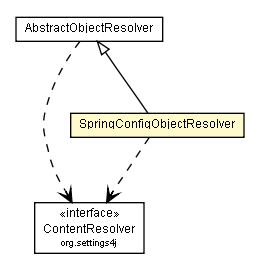 AbstractObjectResolver
SpringConfigObjectResolver
«interface»
ContentResolver
org.settings4j